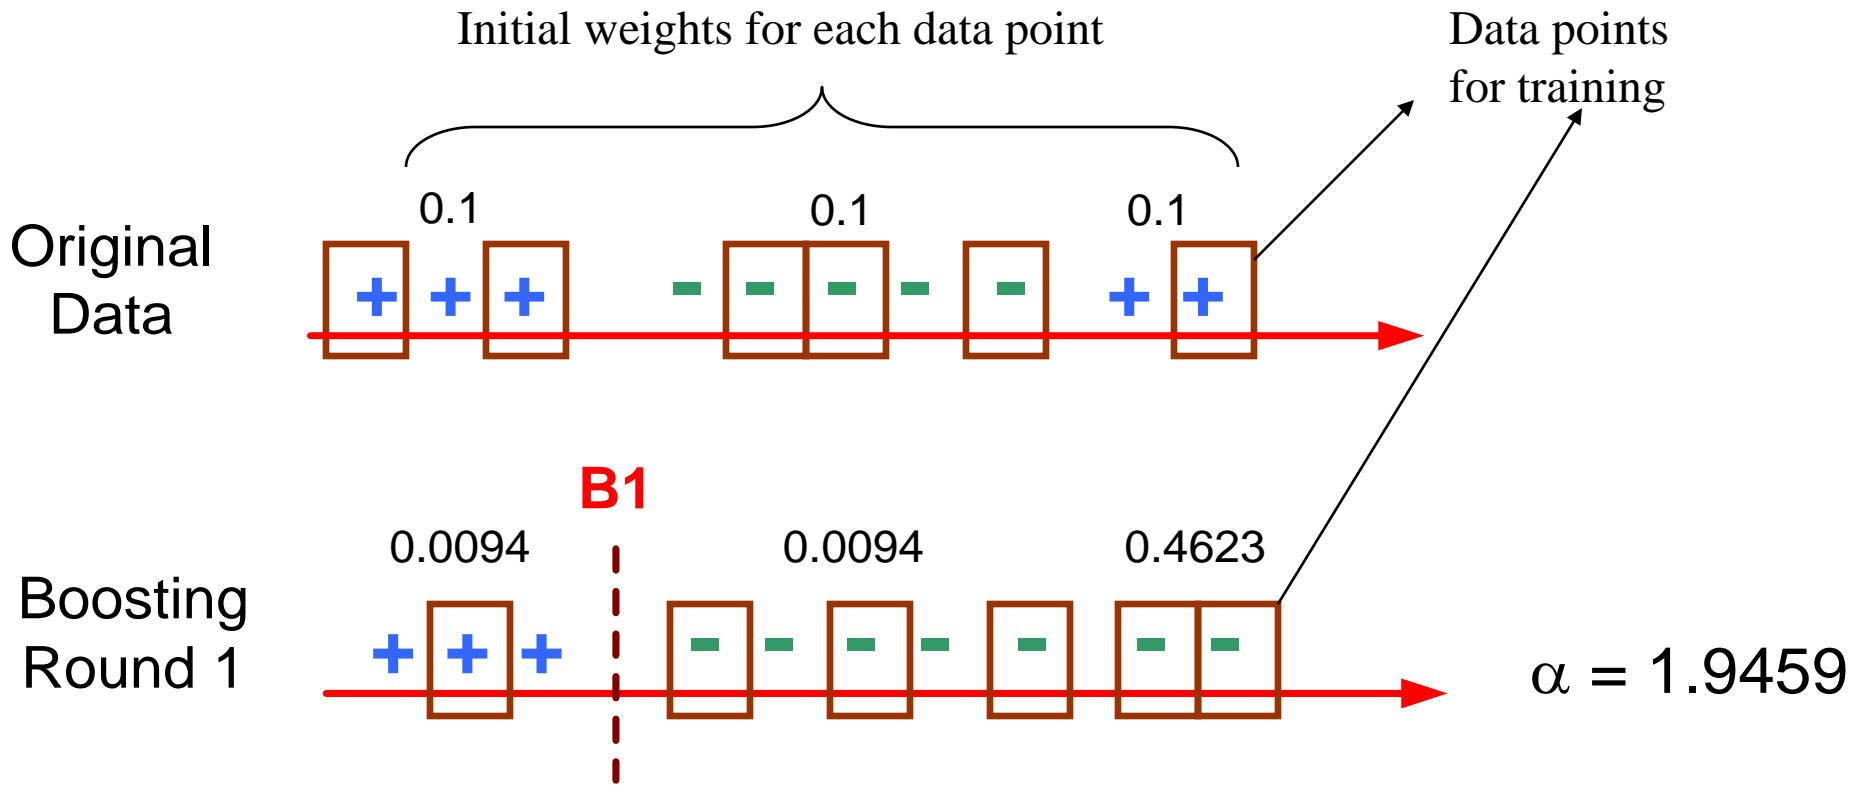 Initial weights for each data point
Data points
for training
0.1 0.1 0.1
Original
Data
+ + + - - - - - + +
B1
0.0094 0.0094 0.4623
Boosting
Round 1
+ + + - - - - - - -
α = 1.9459